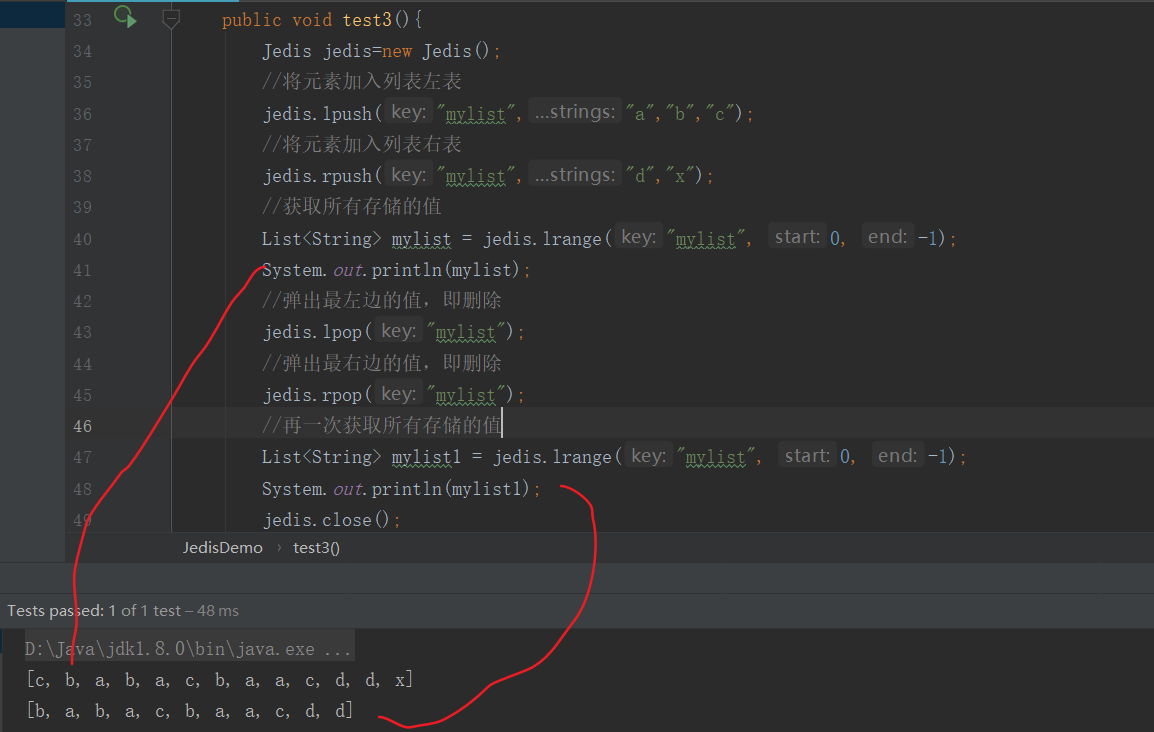 33 public void test3(){
34 Jedis jedis=new Jedis();
35 //将元素加入列表左表
36 jedis.lpush( key: "mylist", ...strings: "a","b","c");
37 //将元素加入列表右表
38 jedis.rpush( key: "mylist", ...strings: "d","x");
39 //获取所有存储的值
40 List<String> mylist = jedis.lrange( key: "mylist", start: 0, end: -1);
41 System.out.println(mylist);
42 //弹出最左边的值，即删除
43 jedis.lpop( key: "mylist");
44 //弹出最右边的值，即删除
45 jedis.rpop( key: "mylist");
46 //再一次获取所有存储的值
47 List<String> mylist1 = jedis.lrange( key: "mylist", start: 0, end: -1);
48 System.out.println(mylist1);
49 jedis.close();
JedisDemo › test3()
Tests passed: 1 of 1 test – 48 ms
D:\Java\jdk1.8.0\bin\java.exe ...
[c, b, a, b, a, c, b, a, a, c, d, d, x]
[b, a, b, a, c, b, a, a, c, d, d]